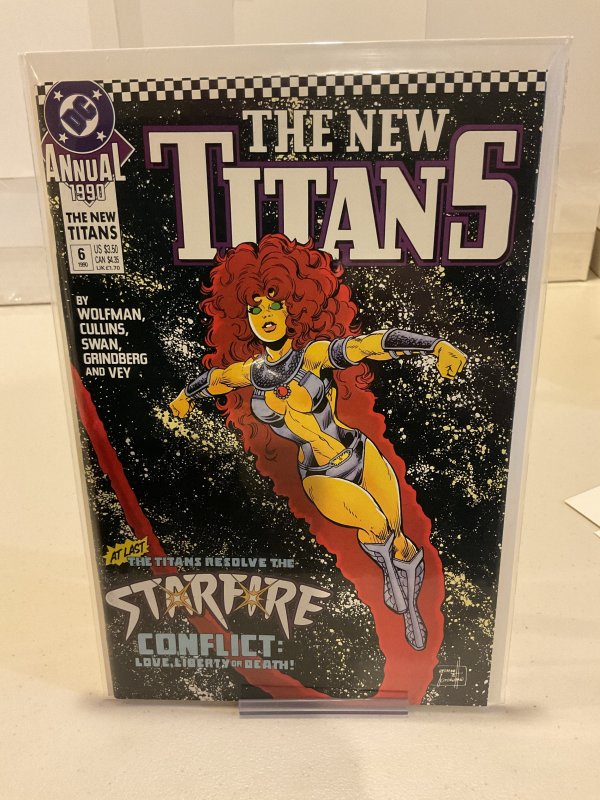 DC
ANNUAL
1990
THE NEW
TITANS
6
1990
US $3.50
CAN $4.35
UK £1.70
BY
WOLFMAN,
CULLINS,
SWAN,
GRINDBERG
AND VEY
THE NEW
TITANS
AT LAST
THE TITANS RESOLVE THE
STARFIRE
CONFLICT:
LOVE, LIBERTY OR DEATH!